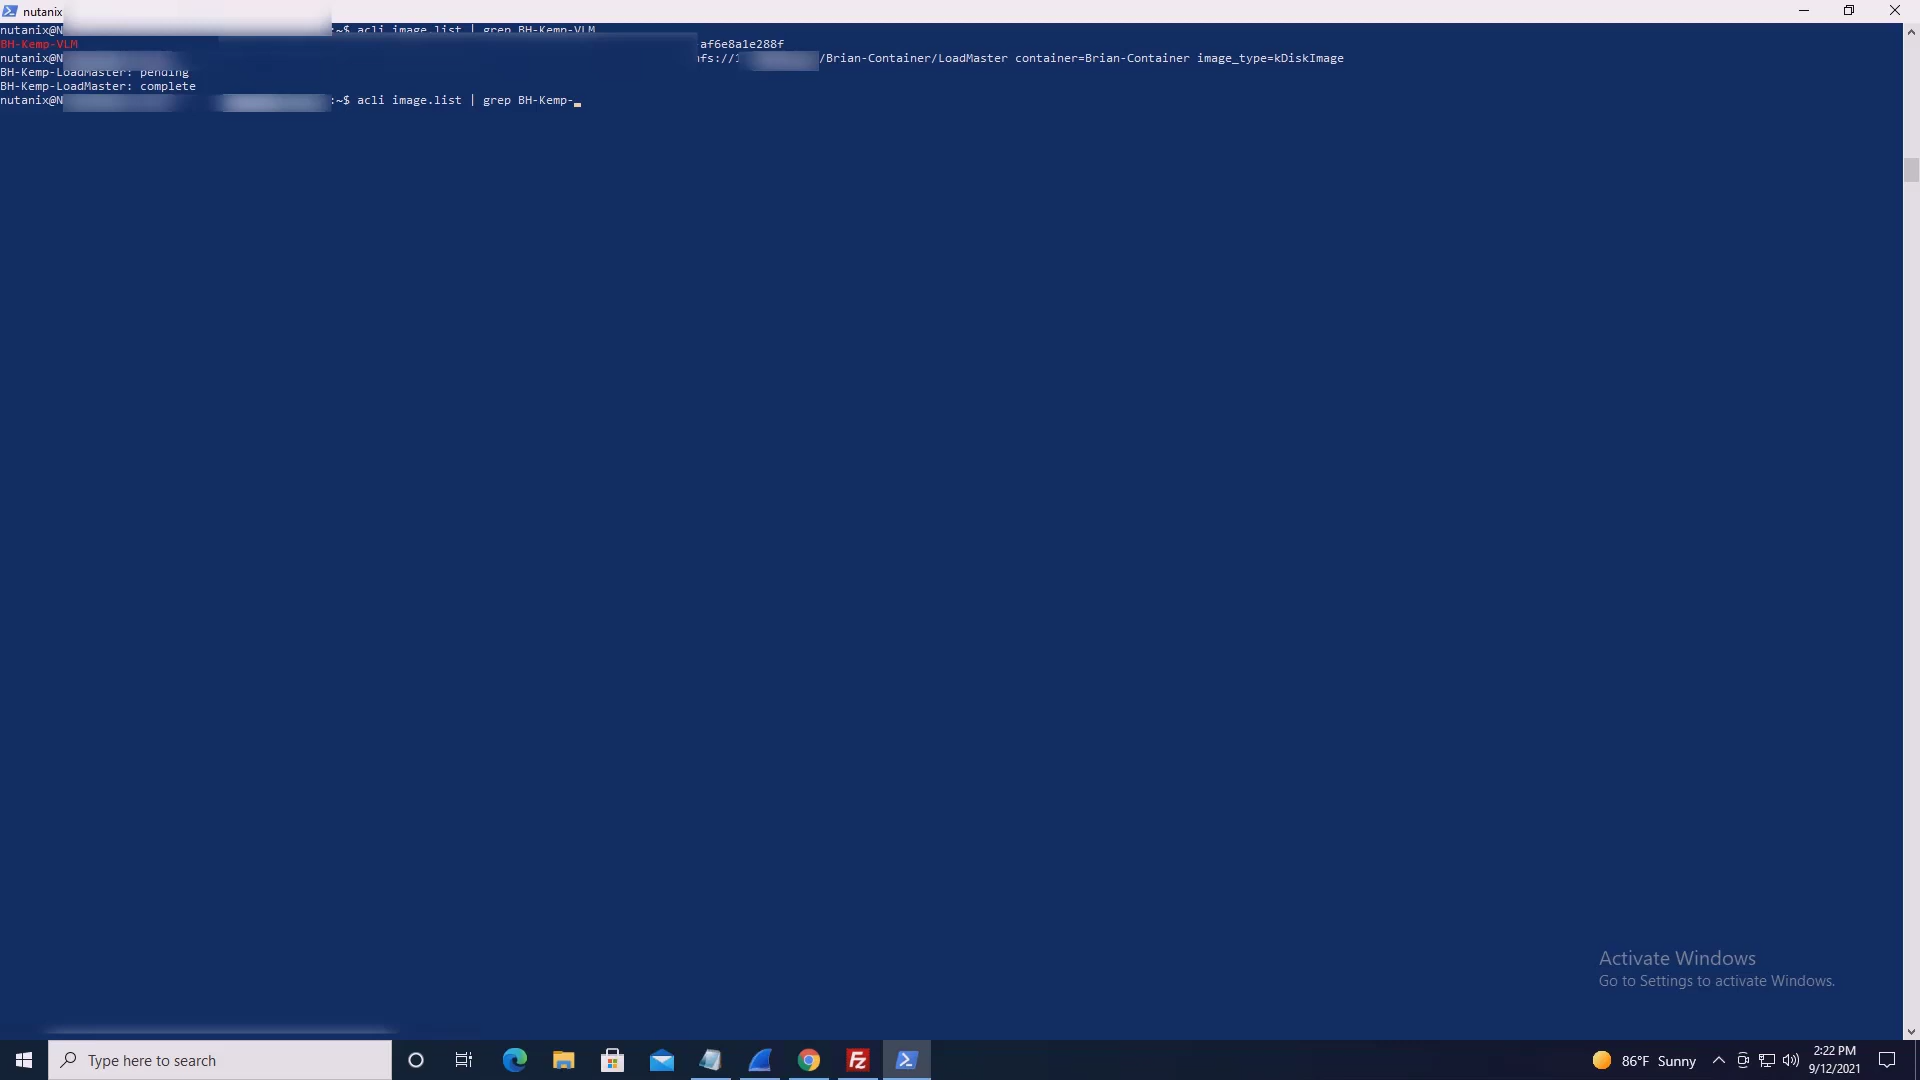 nutanix
nutanix@N :~$ acli image.list | grep BH-Kemp-VLM
BH-Kemp-VLM af6e8a1e288f
nutanix@N fs://1 /Brian-Container/LoadMaster container=Brian-Container image_type=kDiskImage
BH-Kemp-LoadMaster: pending
BH-Kemp-LoadMaster: complete
nutanix@N :~$ acli image.list | grep BH-Kemp-_
Activate Windows
Go to Settings to activate Windows.
Type here to search
Fz
86°F Sunny
2:22 PM
9/12/2021